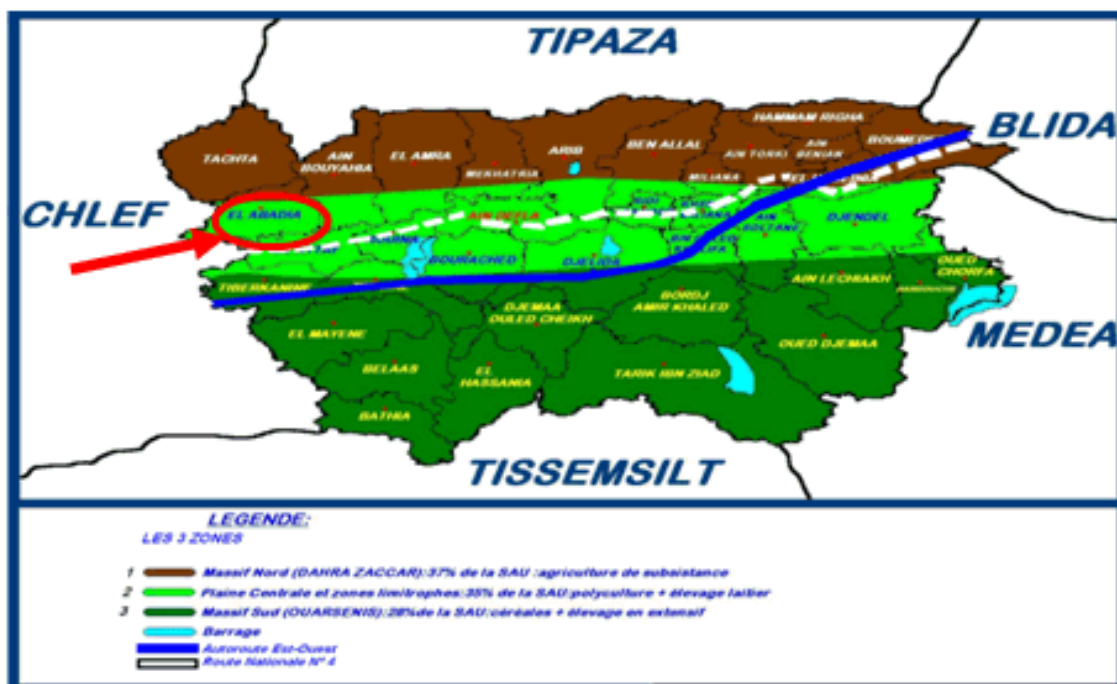 TIPAZA
BLIDA
CHLEF
MEDEA
TISSEMSILT
HAMMAM RIGHA
TACHTA
AIN BOUYAHIA
EL AMRA
MEKHATRIA
ARIB
BEN ALLAL
AIN TORKI
AIN BENIAN
MILIANA
EL ABADIA
AIN DEFLA
DJENDEL
BOURACHED
DJELIDA
TIBERKANINE
AIN LECHIAKH
OUED CHORFA
EL MAYENE
DJEMAA OULED CHEIKH
BORDJ AMIR KHALED
OUED DJEMAA
BELAAS
EL HASSANIA
TARIK IBN ZIAD
BATHIA
LEGENDE:
LES 3 ZONES
1 Massif Nord (DAHRA ZACCAR):37% de la SAU :agriculture de subsistance
2 Plaine Centrale et zones limitrophes:35% de la SAU:polyculture + élevage laitier
3 Massif Sud (OUARSENIS):28%de la SAU:céréales + élevage en extensif
Barrage
Autoroute Est-Ouest
Route Nationale N° 4